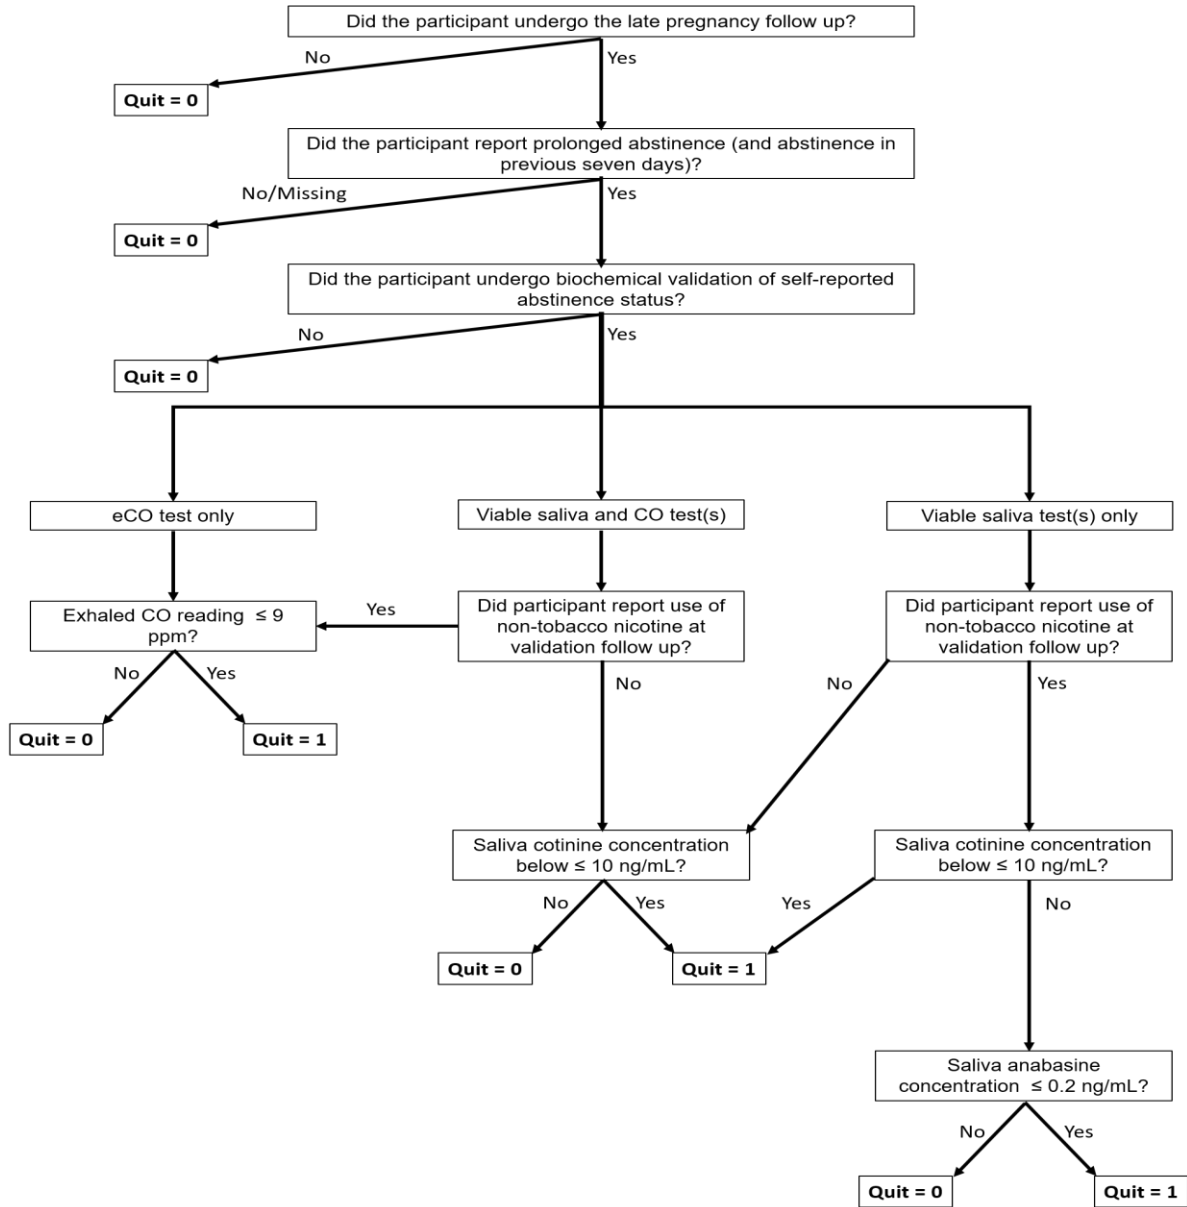 Did the participant undergo the late pregnancy follow up?
No
Yes
Quit = 0
Did the participant report prolonged abstinence (and abstinence in
previous seven days)?
No/Missing
Yes
Quit = 0
Did the participant undergo biochemical validation of self-reported
abstinence status?
No
Yes
Quit = 0
eCO test only
Viable saliva and CO test(s)
Viable saliva test(s) only
Exhaled CO reading ≤ 9
ppm?
Yes
Did participant report use of
non-tobacco nicotine at
validation follow up?
Did participant report use of
non-tobacco nicotine at
validation follow up?
No
Yes
No
No
Yes
Quit = 0
Quit = 1
Saliva cotinine concentration
below ≤ 10 ng/mL?
Saliva cotinine concentration
below ≤ 10 ng/mL?
No
Yes
Yes
No
Quit = 0
Quit = 1
Saliva anabasine
concentration ≤ 0.2 ng/mL?
No
Yes
Quit = 0
Quit = 1